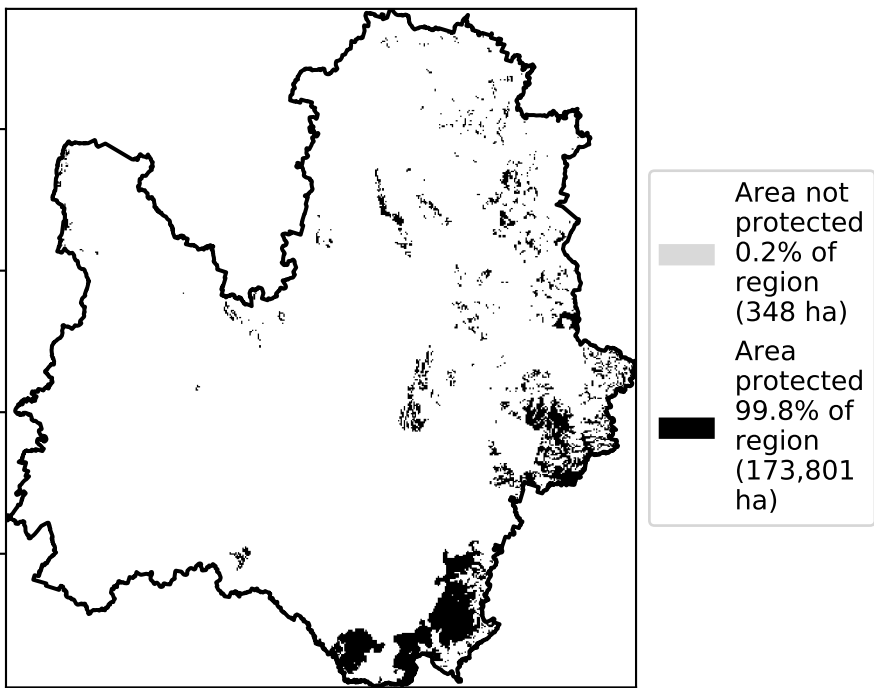 Area not
protected
0.2% of
region
(348 ha)
Area
protected
99.8% of
region
(173,801
ha)